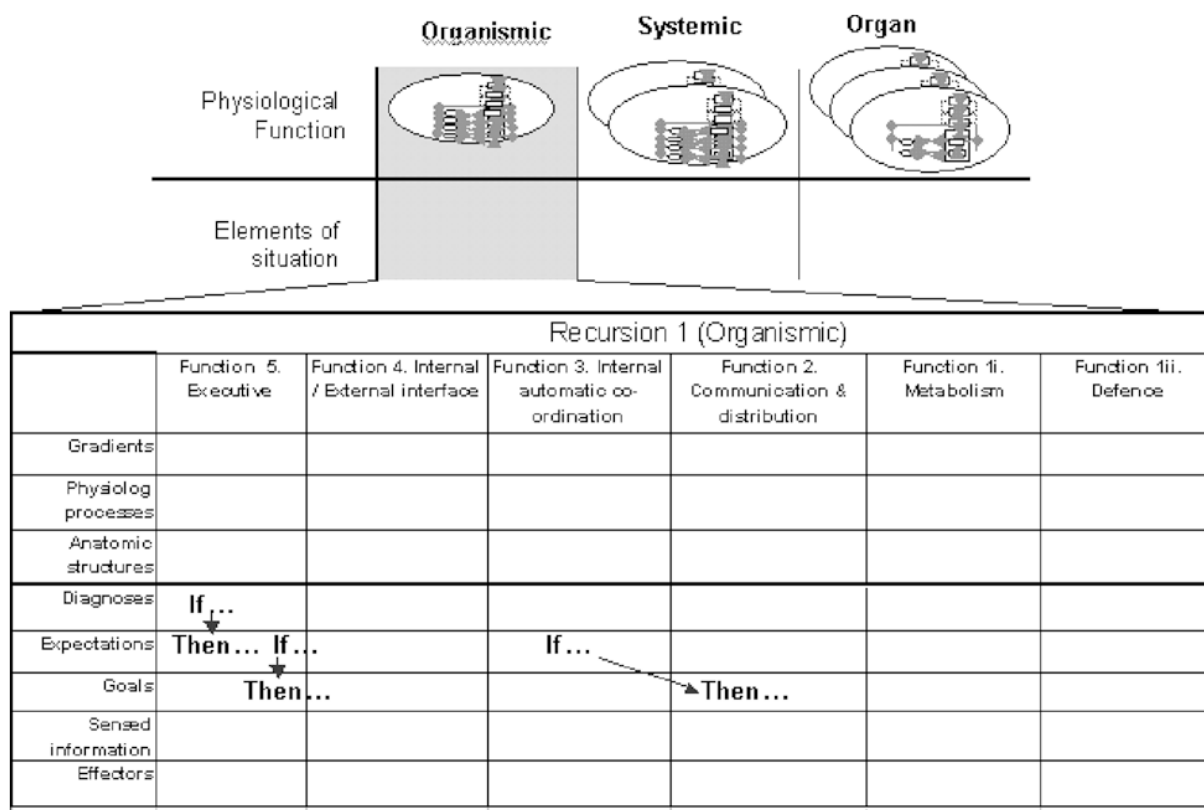 Organismic Systemic Organ
Physiological
Function
Elements of
situation
Recursion 1 (Organismic)
Function 5. Function 4. Internal Function 3. Internal Function 2. Function 1i. Function 1ii.
Executive / External interface automatic co- Communication & Metabolism Defence
ordination distribution
Gradients
Physiolog
processes
Anatomic
structures
Diagnoses If ...
Expectations Then ... If ... If ...
Goals Then ... Then ...
Sensed
information
Effectors